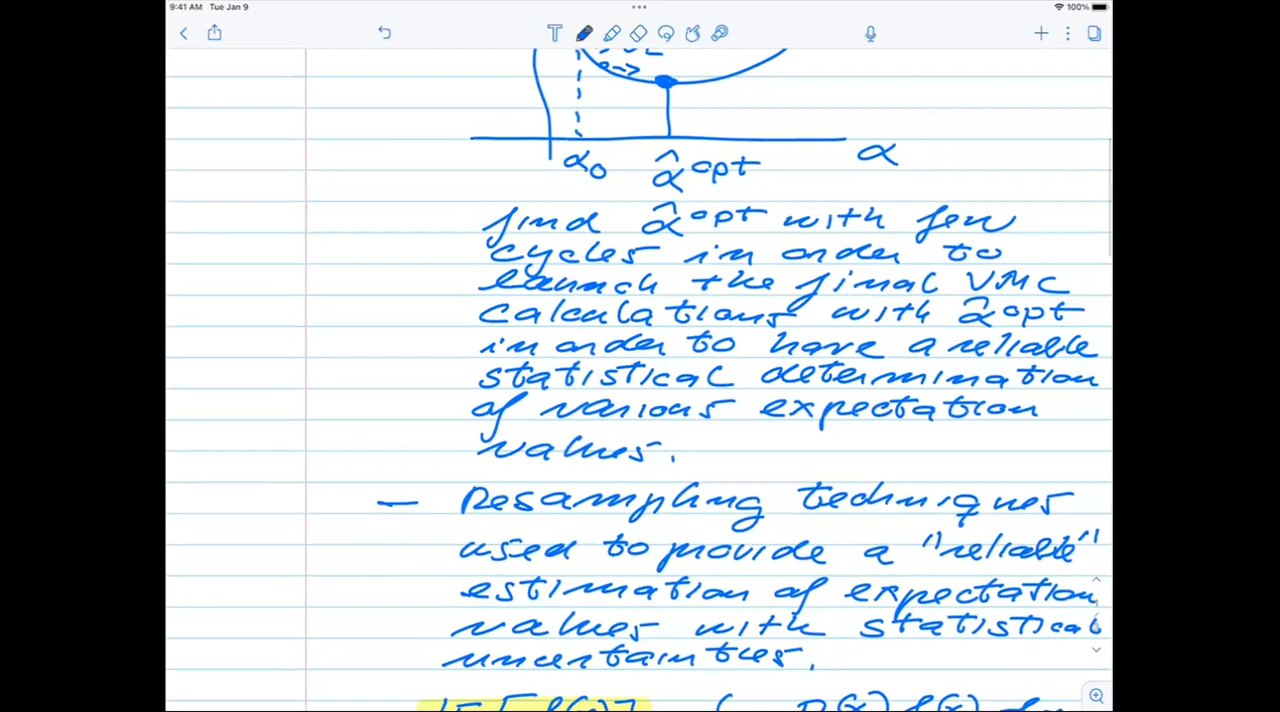 9:41 AM Tue Jan 9
100%
α
α₀
α̂ opt
find α̂ opt with few
cycles in order to
launch the final VMC
calculations with α̂ opt
in order to have a reliable
statistical determination
of various expectation
values.
— Resampling techniques
used to provide a "reliable"
estimation of expectation
values with statistical
uncertainties.